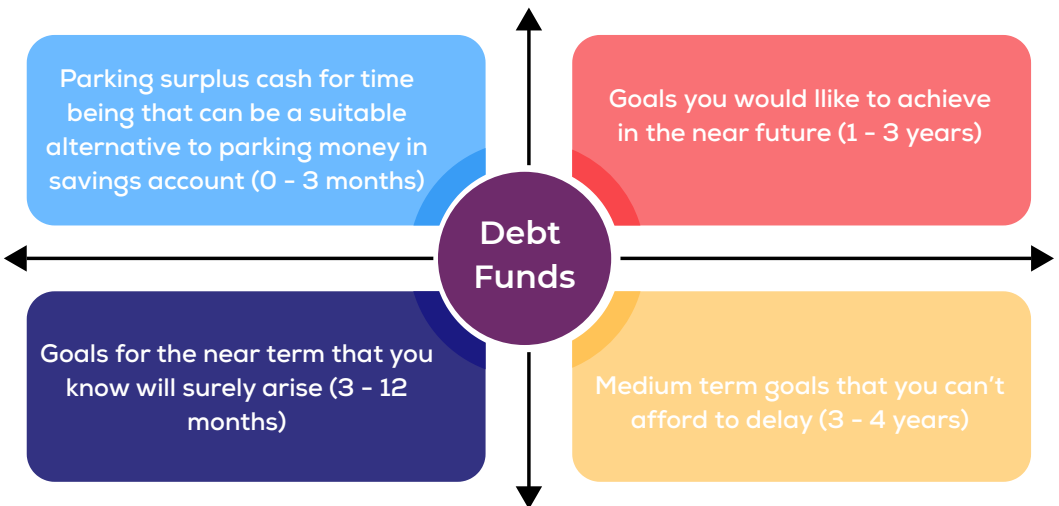 Parking surplus cash for time
being that can be a suitable
alternative to parking money in
savings account (0 - 3 months)
Goals you would llike to achieve
in the near future (1 - 3 years)
Debt
Funds
Goals for the near term that you
know will surely arise (3 - 12
months)
Medium term goals that you can't
afford to delay (3 - 4 years)